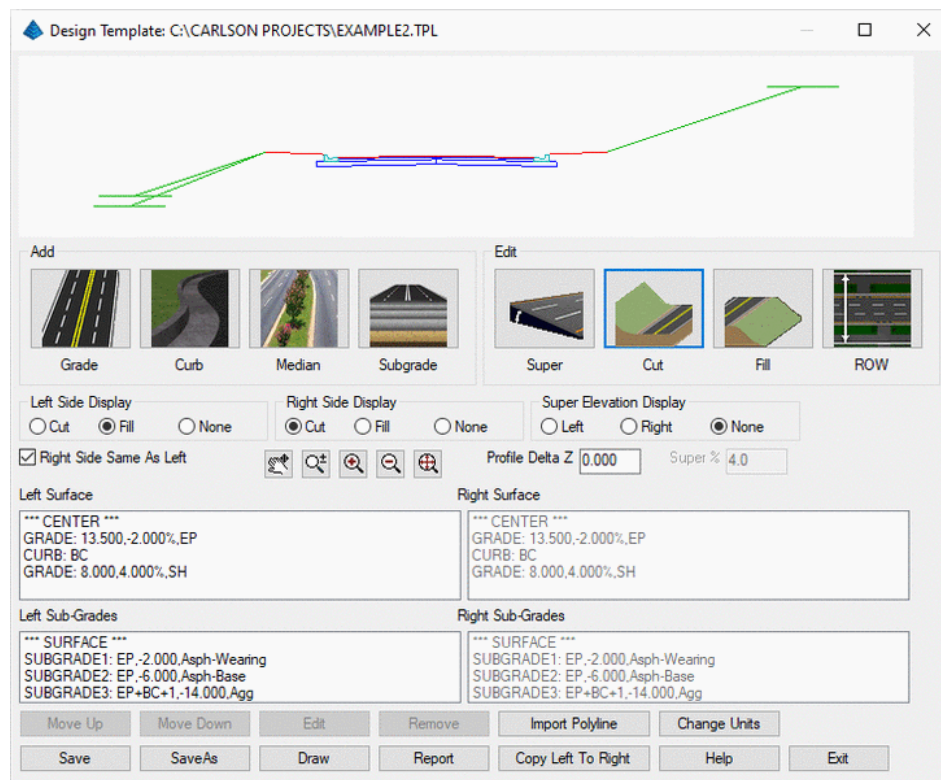 Design Template: C:\CARLSON PROJECTS\EXAMPLE2.TPL
Add
Edit
Grade
Curb
Median
Subgrade
Super
Cut
Fill
ROW
Left Side Display
Cut Fill None
Right Side Display
Cut Fill None
Super Elevation Display
Left Right None
Right Side Same As Left
Profile Delta Z 0.000
Super % 4.0
Left Surface
*** CENTER ***
GRADE: 13.500,-2.000%,EP
CURB: BC
GRADE: 8.000,4.000%,SH
Right Surface
*** CENTER ***
GRADE: 13.500,-2.000%,EP
CURB: BC
GRADE: 8.000,4.000%,SH
Left Sub-Grades
*** SURFACE ***
SUBGRADE1: EP,-2.000,Asph-Wearing
SUBGRADE2: EP,-6.000,Asph-Base
SUBGRADE3: EP+BC+1,-14.000,Agg
Right Sub-Grades
*** SURFACE ***
SUBGRADE1: EP,-2.000,Asph-Wearing
SUBGRADE2: EP,-6.000,Asph-Base
SUBGRADE3: EP+BC+1,-14.000,Agg
Move Up
Move Down
Edit
Remove
Import Polyline
Change Units
Save
SaveAs
Draw
Report
Copy Left To Right
Help
Exit